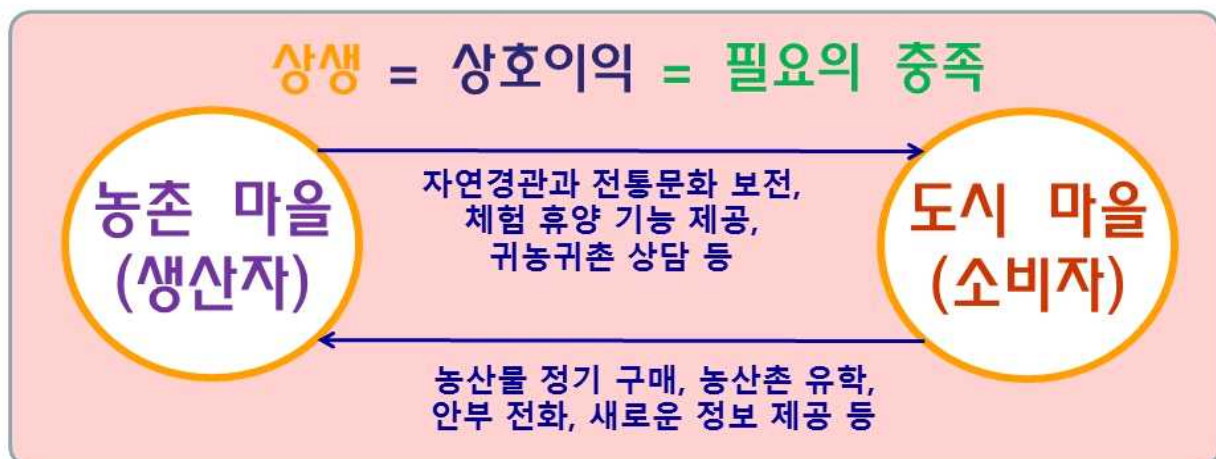 상생 = 상호이익 = 필요의 충족
농촌 마을
(생산자)
자연경관과 전통문화 보전,
체험 휴양 기능 제공,
귀농귀촌 상담 등
도시 마을
(소비자)
농산물 정기 구매, 농산촌 유학,
안부 전화, 새로운 정보 제공 등